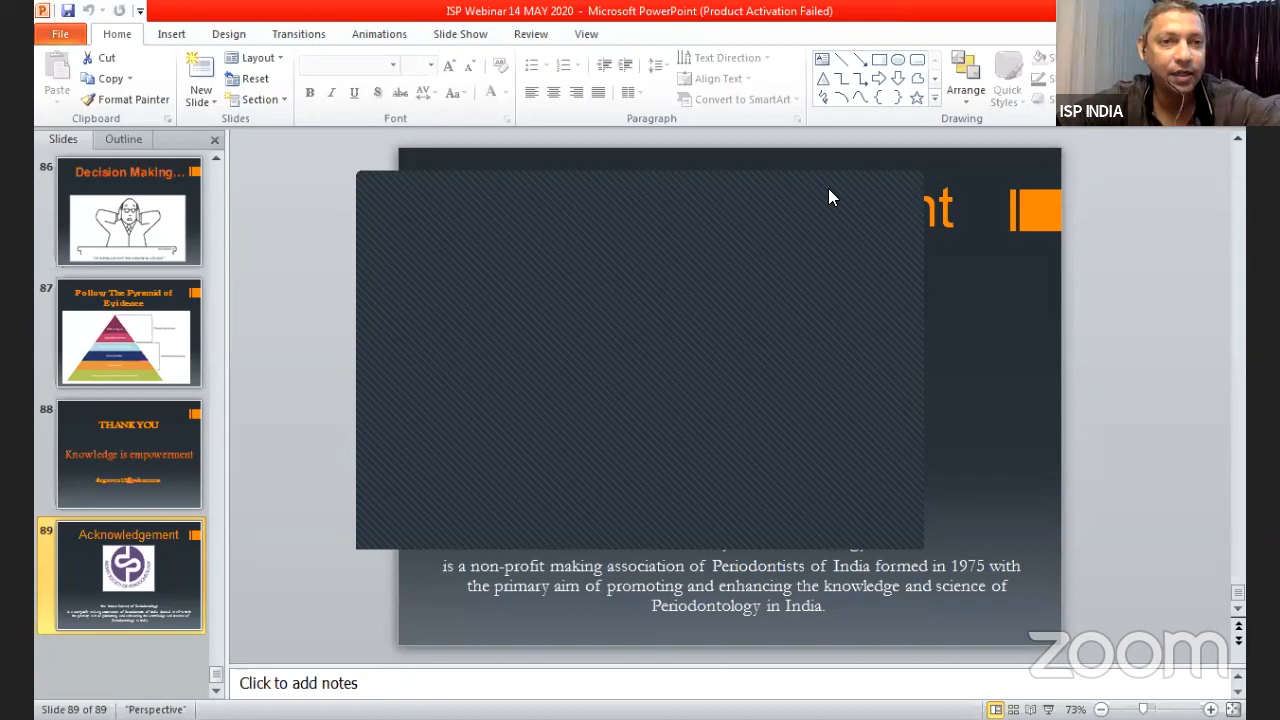 ISP Webinar 14 MAY 2020 - Microsoft PowerPoint (Product Activation Failed)
File Home Insert Design Transitions Animations Slide Show Review View
Paste
Cut
Copy
Format Painter
Clipboard
New
Slide
Layout
Reset
Section
Slides
B I U S abc AV Aa A
Font
Text Direction
Align Text
Convert to SmartArt
Paragraph
Arrange
Quick
Styles
Drawing
ISP INDIA
Slides Outline
86
Decision Making...
87
Follow The Pyramid of
Evidence
88
THANK YOU
Knowledge is empowerment
89
Acknowledgement
nt
is a non-profit making association of Periodontists of India formed in 1975 with
the primary aim of promoting and enhancing the knowledge and science of
Periodontology in India.
zoom
Click to add notes
Slide 89 of 89 "Perspective" 73%